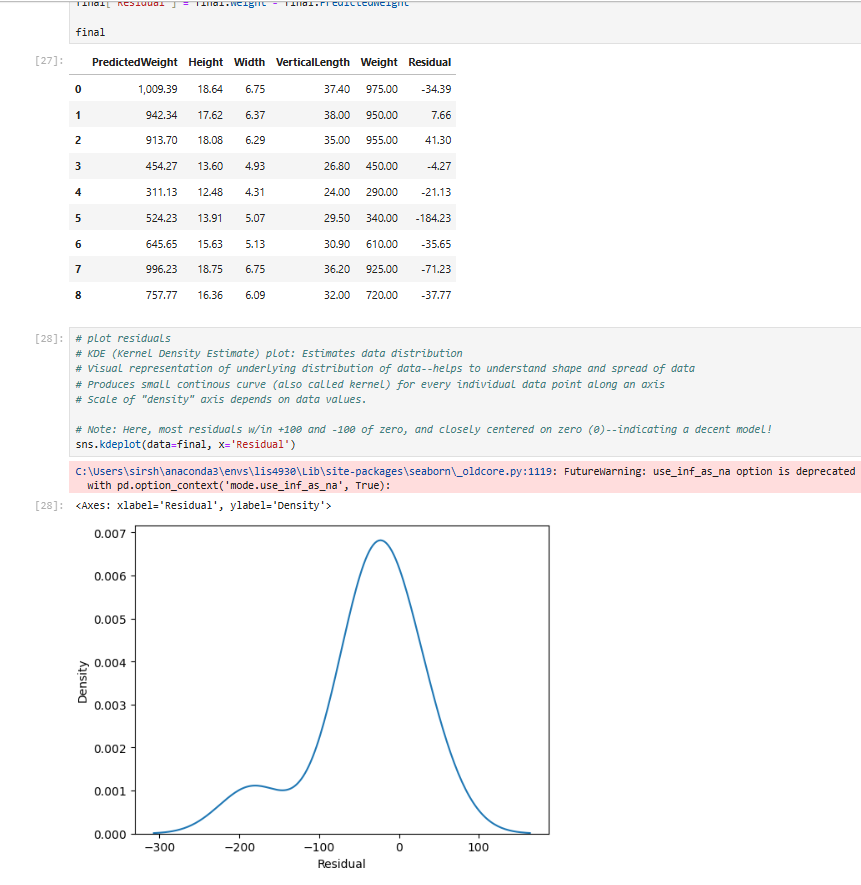 final['Residual'] = final.Weight - final.PredictedWeight
final
[27]: PredictedWeight Height Width VerticalLength Weight Residual
0 1,009.39 18.64 6.75 37.40 975.00 -34.39
1 942.34 17.62 6.37 38.00 950.00 7.66
2 913.70 18.08 6.29 35.00 955.00 41.30
3 454.27 13.60 4.93 26.80 450.00 -4.27
4 311.13 12.48 4.31 24.00 290.00 -21.13
5 524.23 13.91 5.07 29.50 340.00 -184.23
6 645.65 15.63 5.13 30.90 610.00 -35.65
7 996.23 18.75 6.75 36.20 925.00 -71.23
8 757.77 16.36 6.09 32.00 720.00 -37.77
[28]: # plot residuals
# KDE (Kernel Density Estimate) plot: Estimates data distribution
# Visual representation of underlying distribution of data--helps to understand shape and spread of data
# Produces small continous curve (also called kernel) for every individual data point along an axis
# Scale of "density" axis depends on data values.
# Note: Here, most residuals w/in +100 and -100 of zero, and closely centered on zero (0)--indicating a decent model!
sns.kdeplot(data=final, x='Residual')
C:\Users\sirsh\anaconda3\envs\lis4930\Lib\site-packages\seaborn\_oldcore.py:1119: FutureWarning: use_inf_as_na option is deprecated
with pd.option_context('mode.use_inf_as_na', True):
[28]: <Axes: xlabel='Residual', ylabel='Density'>
0.007
0.006
0.005
0.004
0.003
0.002
0.001
0.000
Density
−300 −200 −100 0 100
Residual